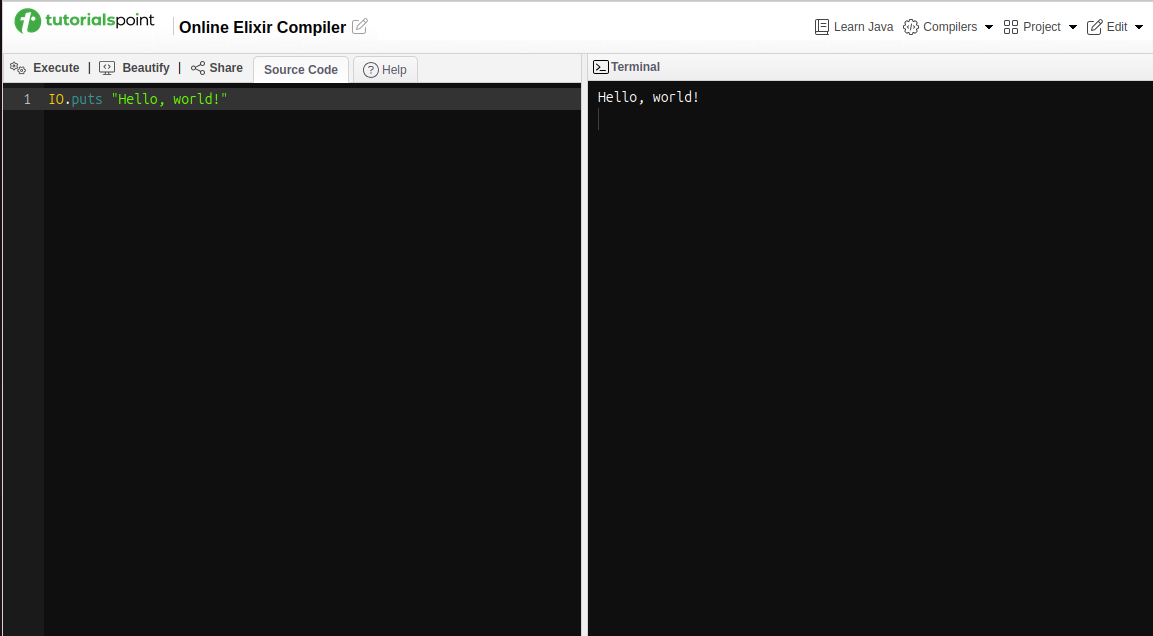 tutorialspoint
Online Elixir Compiler
Learn Java Compilers Project Edit
Execute | Beautify | Share Source Code Help
Terminal
1 IO.puts "Hello, world!"
Hello, world!